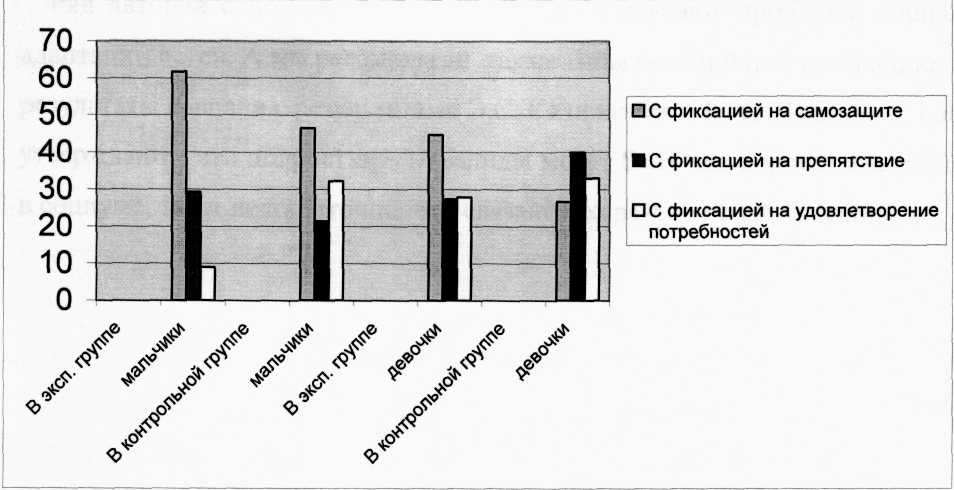 70
60
50
40
30
20
10
0
В эксп. группе
мальчики
В контрольной группе
мальчики
В эксп. группе
девочки
В контрольной группе
девочки
С фиксацией на самозащите
С фиксацией на препятствие
С фиксацией на удовлетворение
потребностей